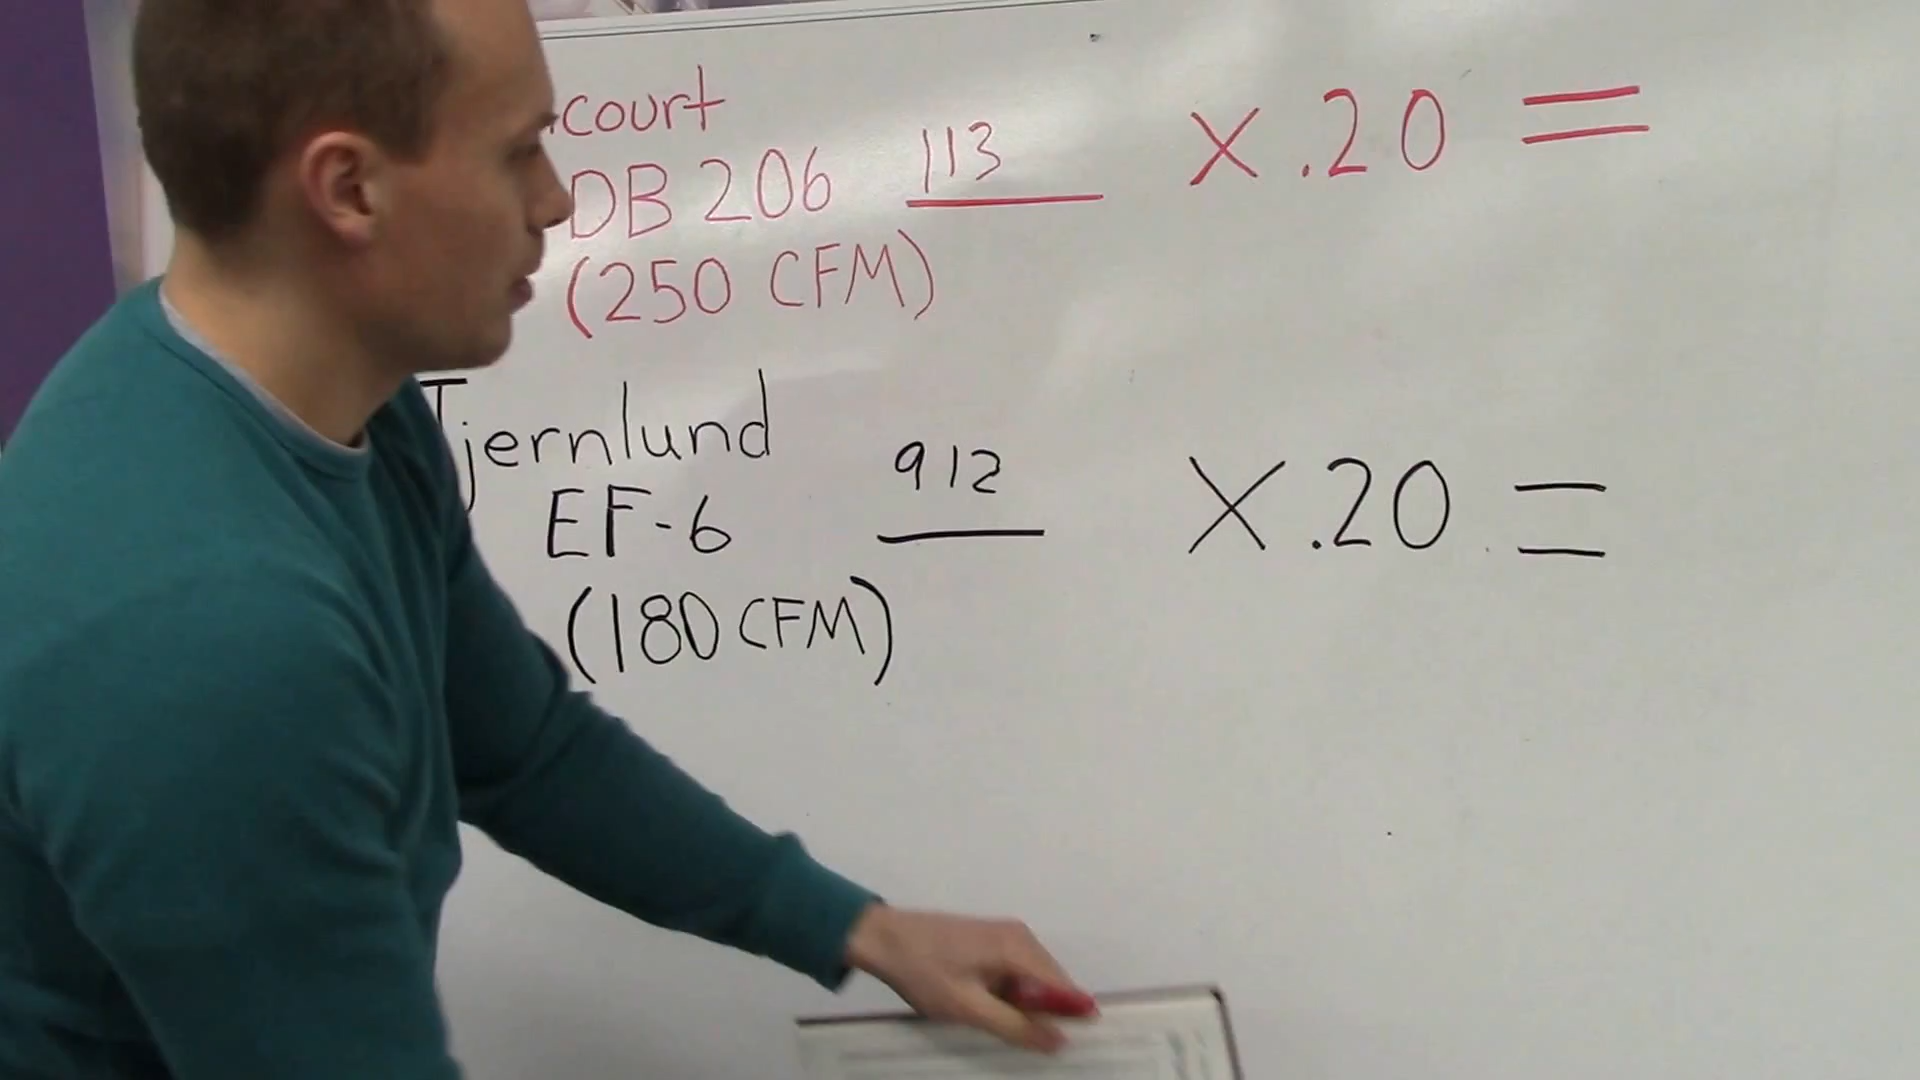 court
DB 206 113 x .20 =
(250 CFM)
Tjernlund
EF-6 912 X .20 =
(180 CFM)